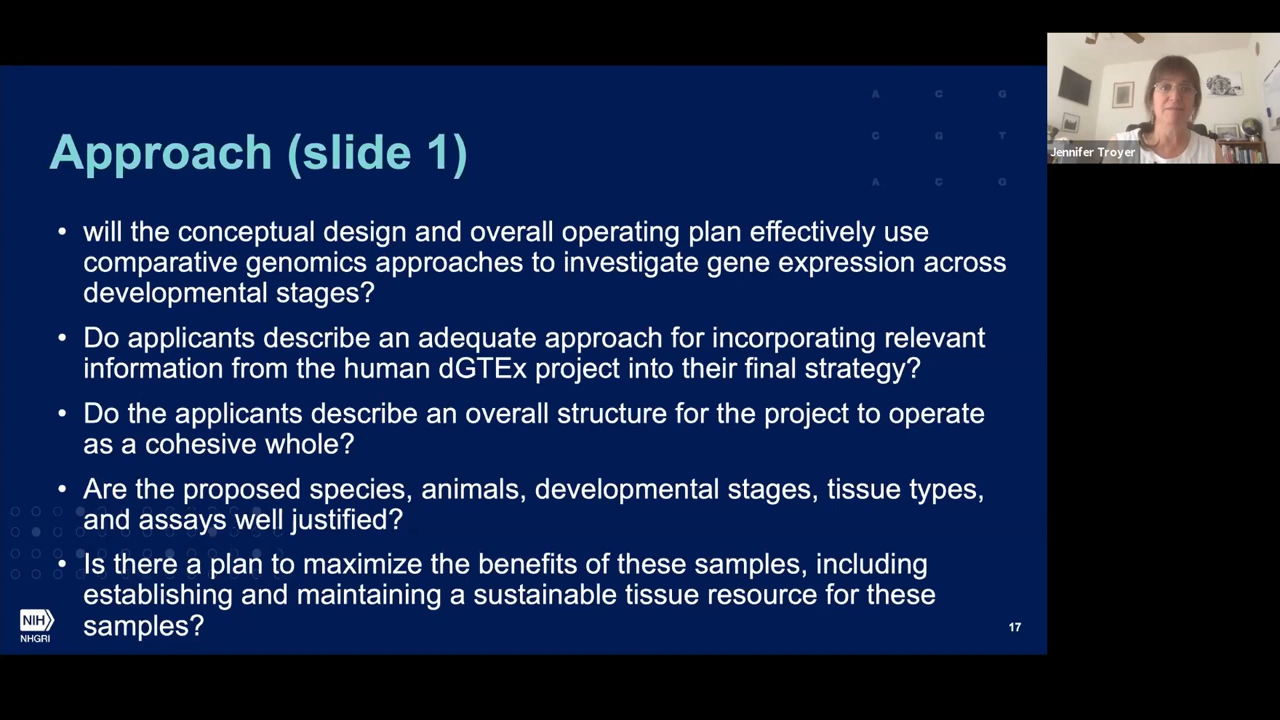 A C G
C G T
A C G
Approach (slide 1)
• will the conceptual design and overall operating plan effectively use
comparative genomics approaches to investigate gene expression across
developmental stages?
• Do applicants describe an adequate approach for incorporating relevant
information from the human dGTEx project into their final strategy?
• Do the applicants describe an overall structure for the project to operate
as a cohesive whole?
• Are the proposed species, animals, developmental stages, tissue types,
and assays well justified?
• Is there a plan to maximize the benefits of these samples, including
establishing and maintaining a sustainable tissue resource for these
samples?
NIH
NHGRI
17
Jennifer Troyer